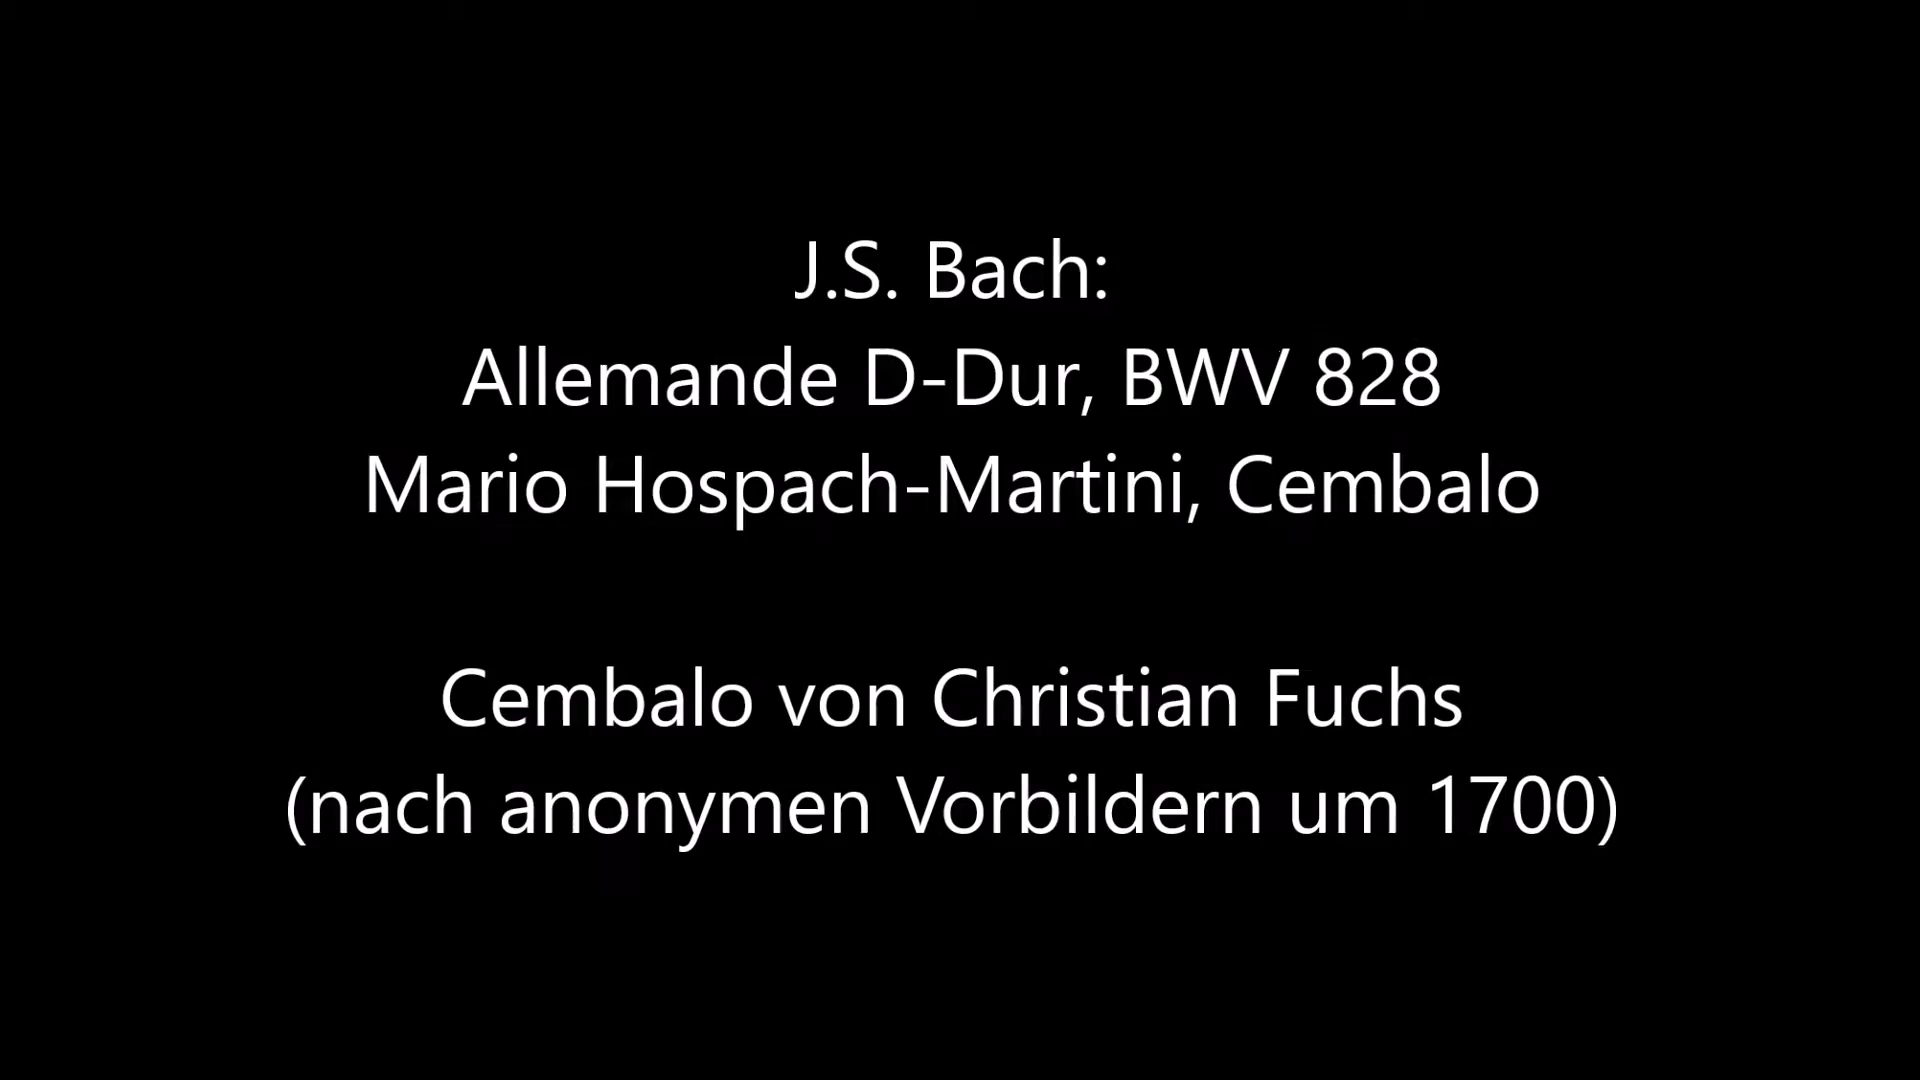 J.S. Bach:
Allemande D-Dur, BWV 828
Mario Hospach-Martini, Cembalo
Cembalo von Christian Fuchs
(nach anonymen Vorbildern um 1700)